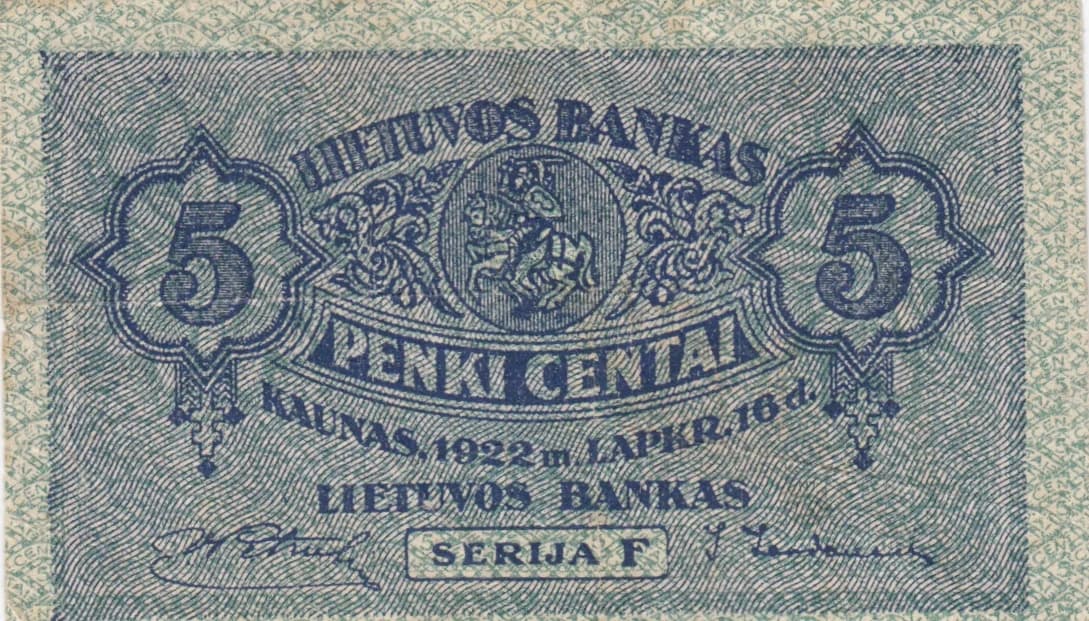 LIETUVOS BANKAS
5 5
PENKI CENTAI
KAUNAS, 1922 m. LAPKR. 16 d.
LIETUVOS BANKAS
SERIJA F